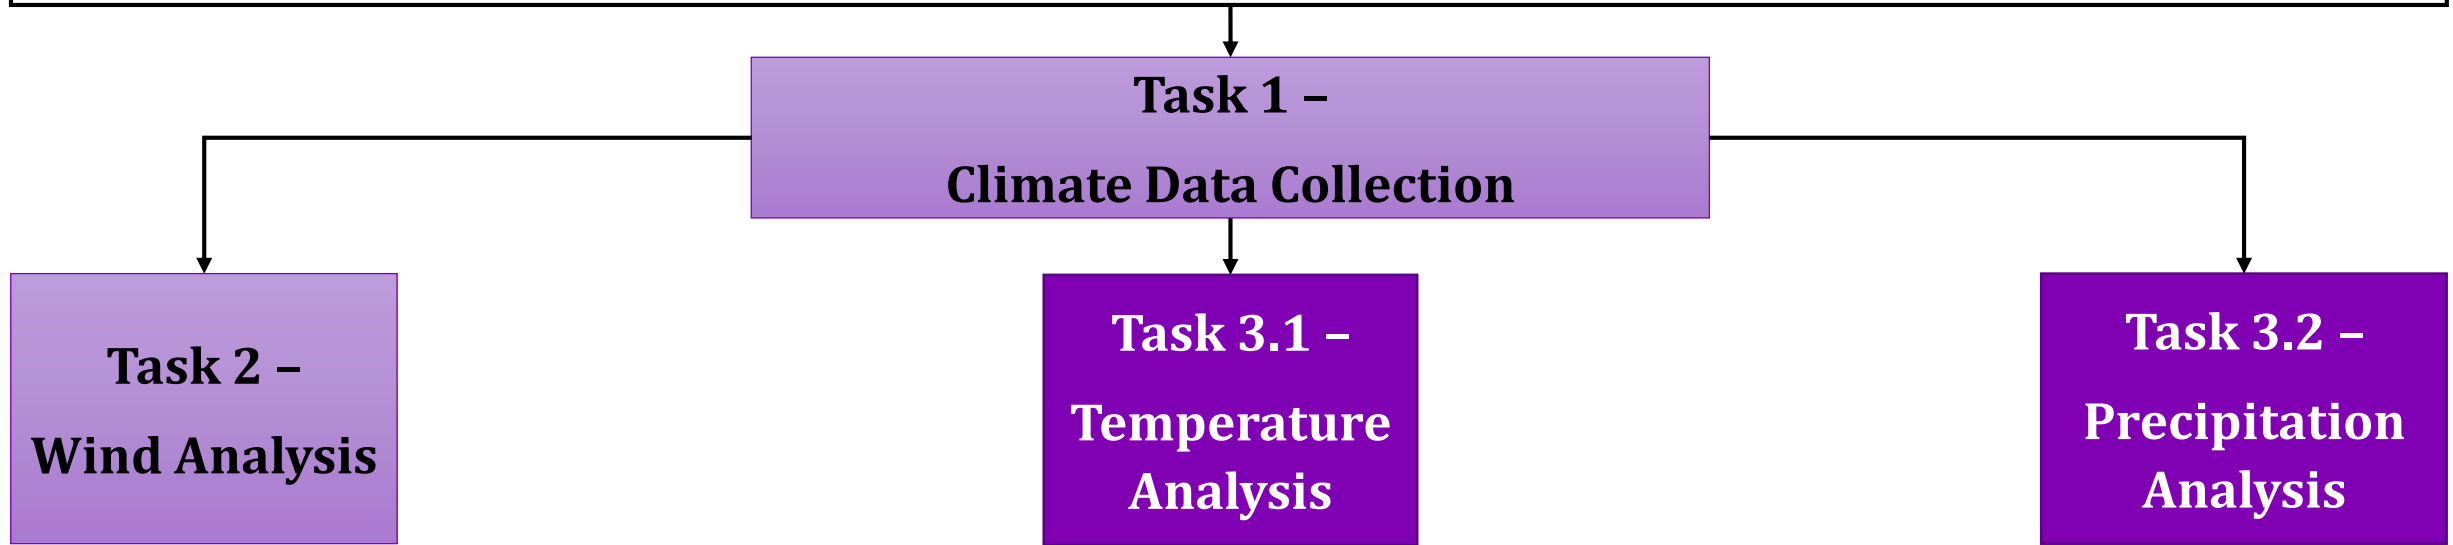 Task 1 –
Climate Data Collection
Task 2 –
Wind Analysis
Task 3.1 –
Temperature
Analysis
Task 3.2 –
Precipitation
Analysis